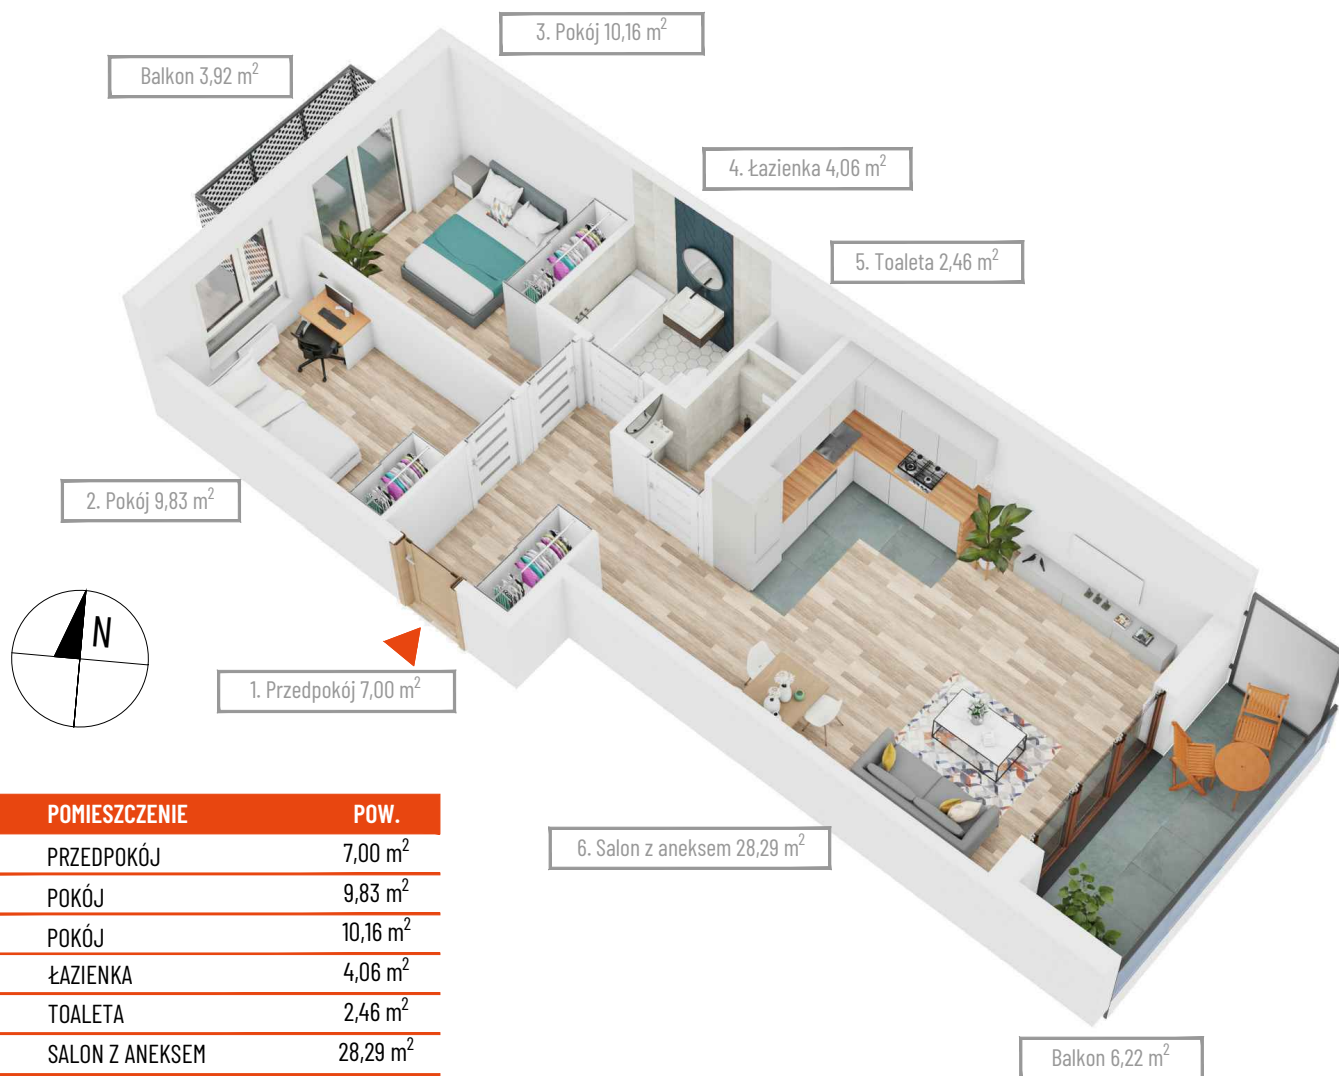 3. Pokój 10,16 m²
Balkon 3,92 m²
4. Łazienka 4,06 m²
5. Toaleta 2,46 m²
2. Pokój 9,83 m²
N
1. Przedpokój 7,00 m²
POMIESZCZENIE POW.
PRZEDPOKÓJ 7,00 m²
POKÓJ 9,83 m²
POKÓJ 10,16 m²
ŁAZIENKA 4,06 m²
TOALETA 2,46 m²
SALON Z ANEKSEM 28,29 m²
6. Salon z aneksem 28,29 m²
Balkon 6,22 m²